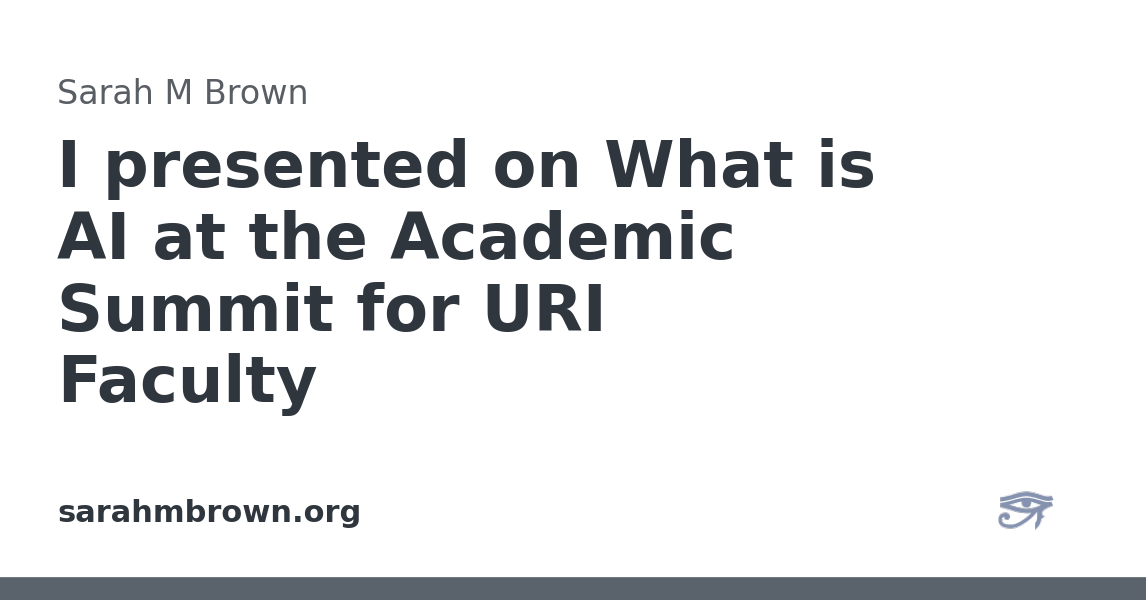 Sarah M Brown
I presented on What is
AI at the Academic
Summit for URI
Faculty
sarahmbrown.org